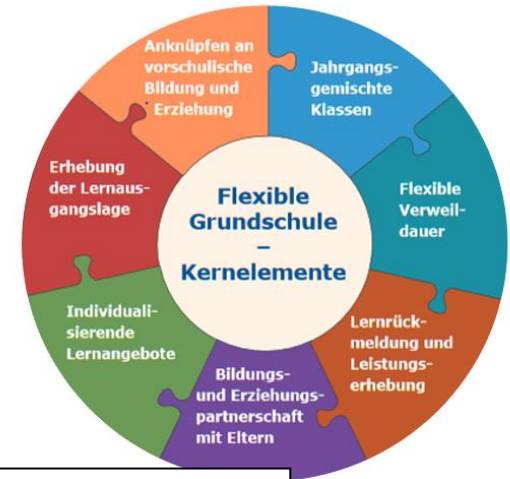 Anknüpfen an
vorschulische
Bildung und
Erziehung
Jahrgangs-
gemischte
Klassen
Erhebung
der Lernaus-
gangslage
Flexible
Verweil-
dauer
Flexible
Grundschule
–
Kernelemente
Individuali-
sierende
Lernangebote
Lernrück-
meldung und
Leistungs-
erhebung
Bildungs-
und Erziehungs-
partnerschaft
mit Eltern